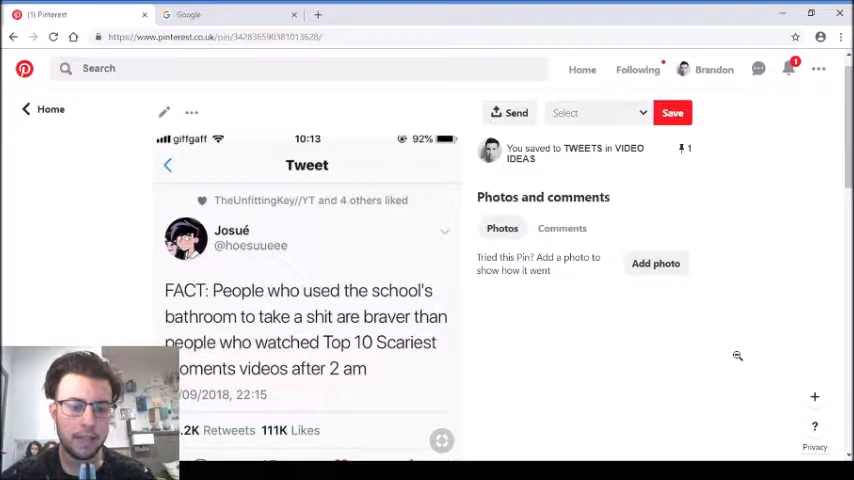 (1) Pinterest
Google
https://www.pinterest.co.uk/pin/342836590381013628/
Search
Home
Following
Brandon
1
Home
Send
Select
Save
giffgaff
10:13
92%
You saved to TWEETS in VIDEO
IDEAS
1
Tweet
Photos and comments
TheUnfittingKey//YT and 4 others liked
Photos
Comments
Josué
@hoesuueee
Tried this Pin? Add a photo to
show how it went
Add photo
FACT: People who used the school's
bathroom to take a shit are braver than
people who watched Top 10 Scariest
oments videos after 2 am
/09/2018, 22:15
.2K Retweets 111K Likes
?
Privacy